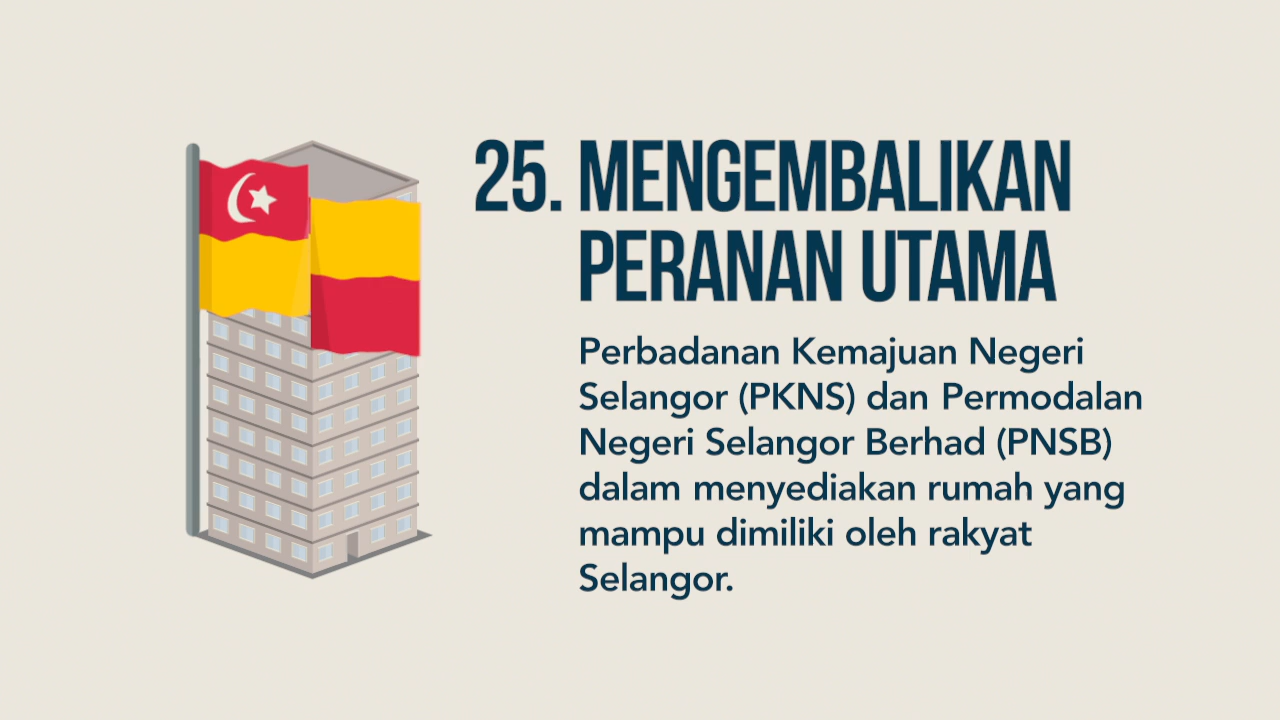 25. MENGEMBALIKAN
PERANAN UTAMA
Perbadanan Kemajuan Negeri
Selangor (PKNS) dan Permodalan
Negeri Selangor Berhad (PNSB)
dalam menyediakan rumah yang
mampu dimiliki oleh rakyat
Selangor.